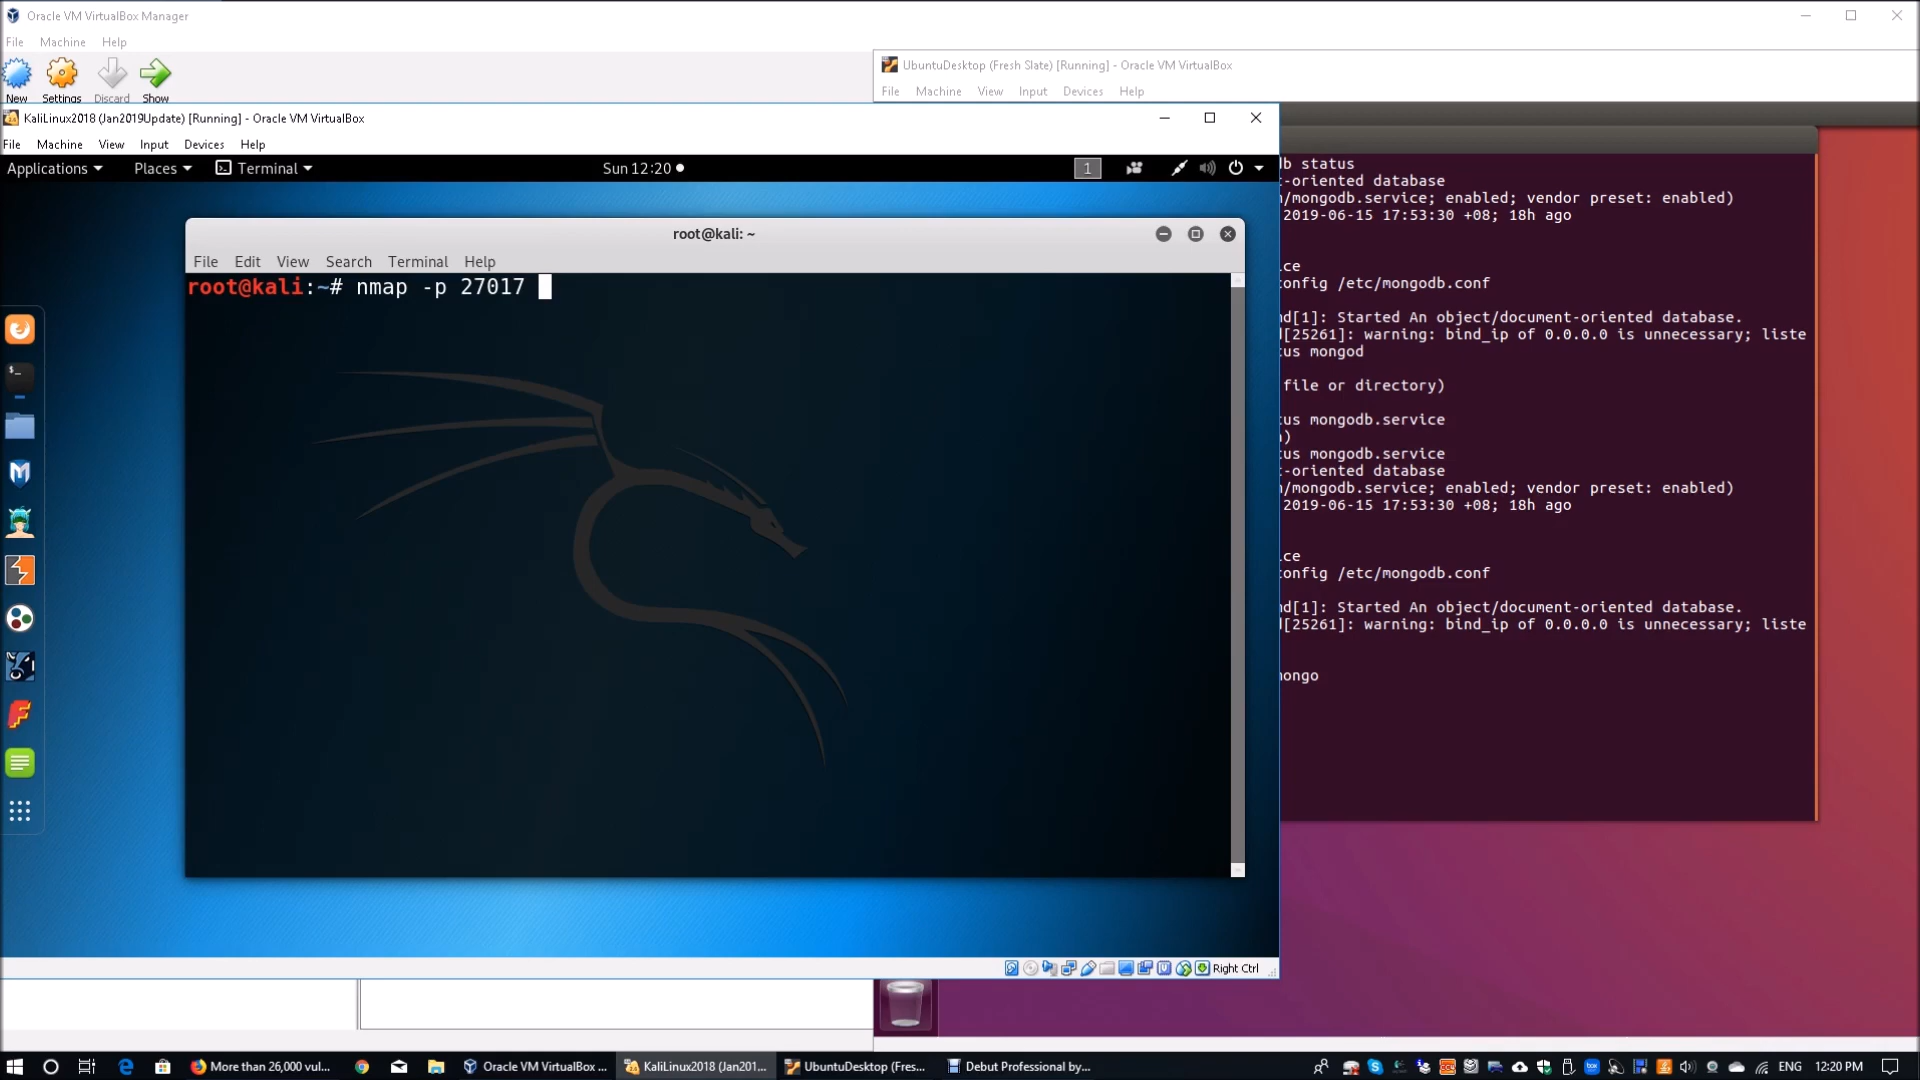 Oracle VM VirtualBox Manager
File Machine Help
New Settings Discard Show
UbuntuDesktop (Fresh Slate) [Running] - Oracle VM VirtualBox
File Machine View Input Devices Help
KaliLinux2018 (Jan2019Update) [Running] - Oracle VM VirtualBox
File Machine View Input Devices Help
Applications Places Terminal Sun 12:20 1
root@kali: ~
File Edit View Search Terminal Help
root@kali:~# nmap -p 27017
db status
-oriented database
/mongodb.service; enabled; vendor preset: enabled)
2019-06-15 17:53:30 +08; 18h ago
ce
config /etc/mongodb.conf
d[1]: Started An object/document-oriented database.
[25261]: warning: bind_ip of 0.0.0.0 is unnecessary; liste
us mongod
file or directory)
us mongodb.service
)
us mongodb.service
-oriented database
/mongodb.service; enabled; vendor preset: enabled)
2019-06-15 17:53:30 +08; 18h ago
ce
config /etc/mongodb.conf
d[1]: Started An object/document-oriented database.
[25261]: warning: bind_ip of 0.0.0.0 is unnecessary; liste
mongo
Right Ctrl
More than 26,000 vul... Oracle VM VirtualBox ... KaliLinux2018 (Jan201... UbuntuDesktop (Fres... Debut Professional by... ENG 12:20 PM